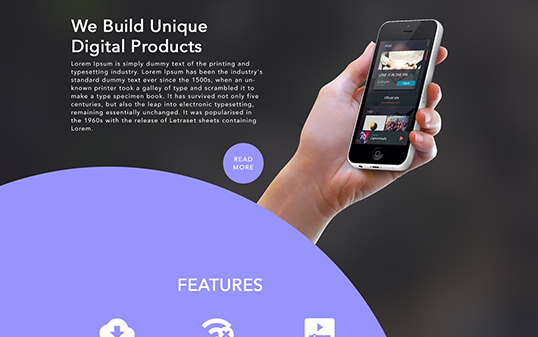 We Build Unique
Digital Products
Lorem Ipsum is simply dummy text of the printing and
typesetting industry. Lorem Ipsum has been the industry's
standard dummy text ever since the 1500s, when an un-
known printer took a galley of type and scrambled it to
make a type specimen book. It has survived not only five
centuries, but also the leap into electronic typesetting,
remaining essentially unchanged. It was popularised in
the 1960s with the release of Letraset sheets containing
Lorem.
READ
MORE
FEATURES